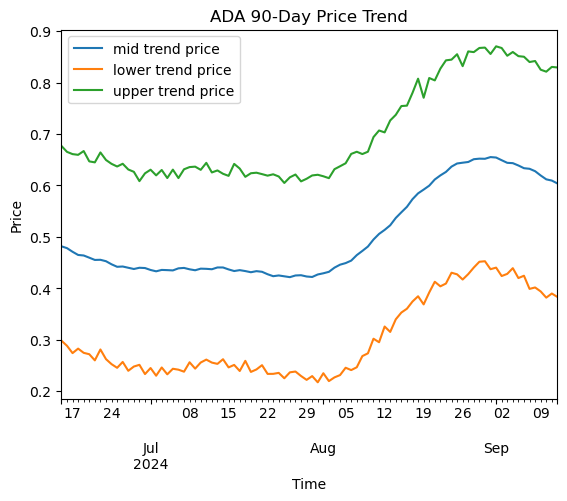 ADA 90-Day Price Trend
mid trend price
lower trend price
upper trend price
Price
0.9
0.8
0.7
0.6
0.5
0.4
0.3
0.2
17 24 08 15 22 29 05 12 19 26 02 09
Jul Aug Sep
2024
Time